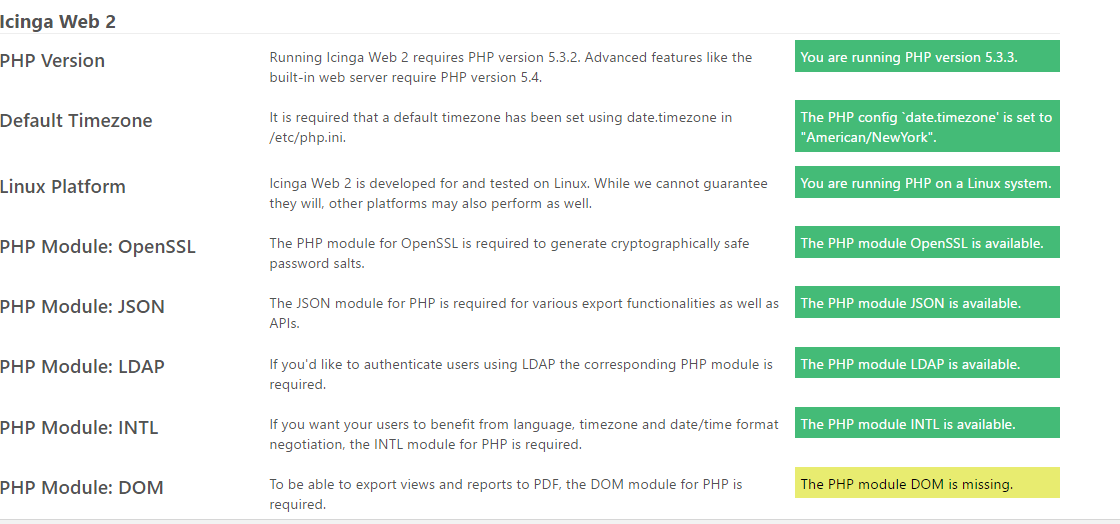 Icinga Web 2
PHP Version
Running Icinga Web 2 requires PHP version 5.3.2. Advanced features like the
built-in web server require PHP version 5.4.
You are running PHP version 5.3.3.
Default Timezone
It is required that a default timezone has been set using date.timezone in
/etc/php.ini.
The PHP config `date.timezone' is set to
"American/NewYork".
Linux Platform
Icinga Web 2 is developed for and tested on Linux. While we cannot guarantee
they will, other platforms may also perform as well.
You are running PHP on a Linux system.
PHP Module: OpenSSL
The PHP module for OpenSSL is required to generate cryptographically safe
password salts.
The PHP module OpenSSL is available.
PHP Module: JSON
The JSON module for PHP is required for various export functionalities as well as
APIs.
The PHP module JSON is available.
PHP Module: LDAP
If you'd like to authenticate users using LDAP the corresponding PHP module is
required.
The PHP module LDAP is available.
PHP Module: INTL
If you want your users to benefit from language, timezone and date/time format
negotiation, the INTL module for PHP is required.
The PHP module INTL is available.
PHP Module: DOM
To be able to export views and reports to PDF, the DOM module for PHP is
required.
The PHP module DOM is missing.